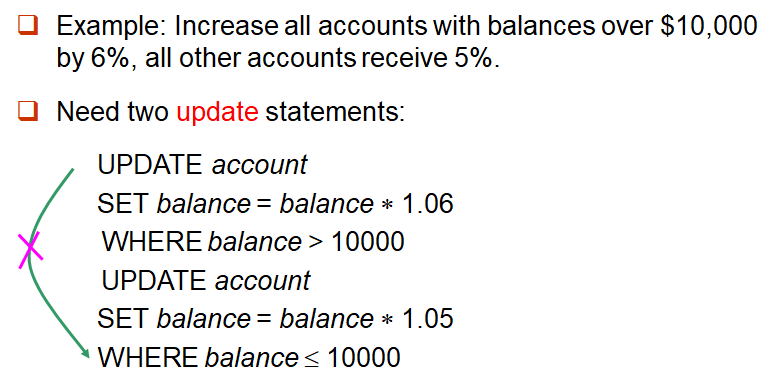 Example: Increase all accounts with balances over $10,000
by 6%, all other accounts receive 5%.
Need two update statements:
UPDATE account
SET balance = balance ∗ 1.06
WHERE balance > 10000
UPDATE account
SET balance = balance ∗ 1.05
WHERE balance ≤ 10000